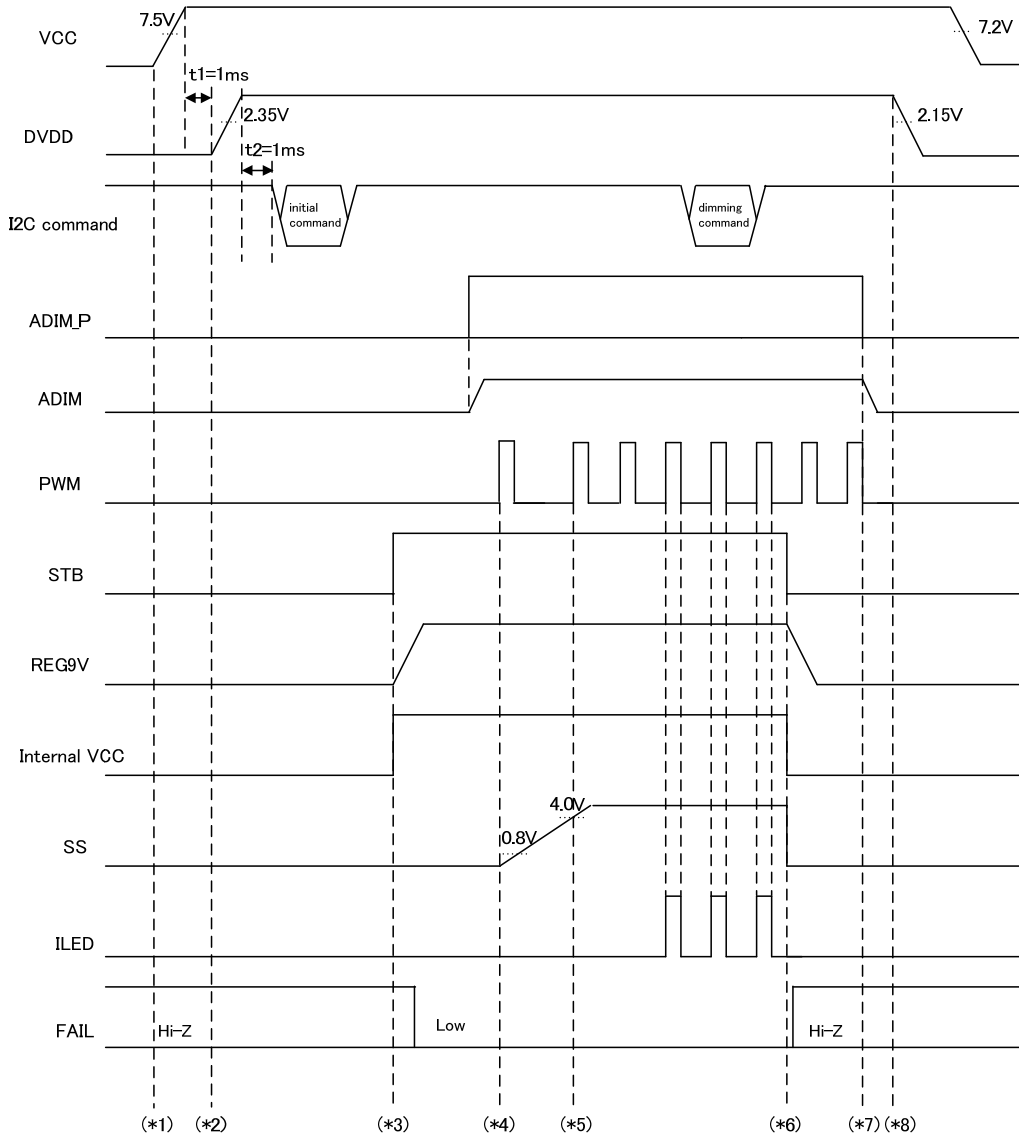 7.5V
VCC
7.2V
t1=1ms
DVDD
2.35V
2.15V
t2=1ms
I2C command
initial
command
dimming
command
ADIM_P
ADIM
PWM
STB
REG9V
Internal VCC
4.0V
SS
0.8V
ILED
FAIL
Hi-Z
Low
Hi-Z
(*1)
(*2)
(*3)
(*4)
(*5)
(*6)
(*7)
(*8)